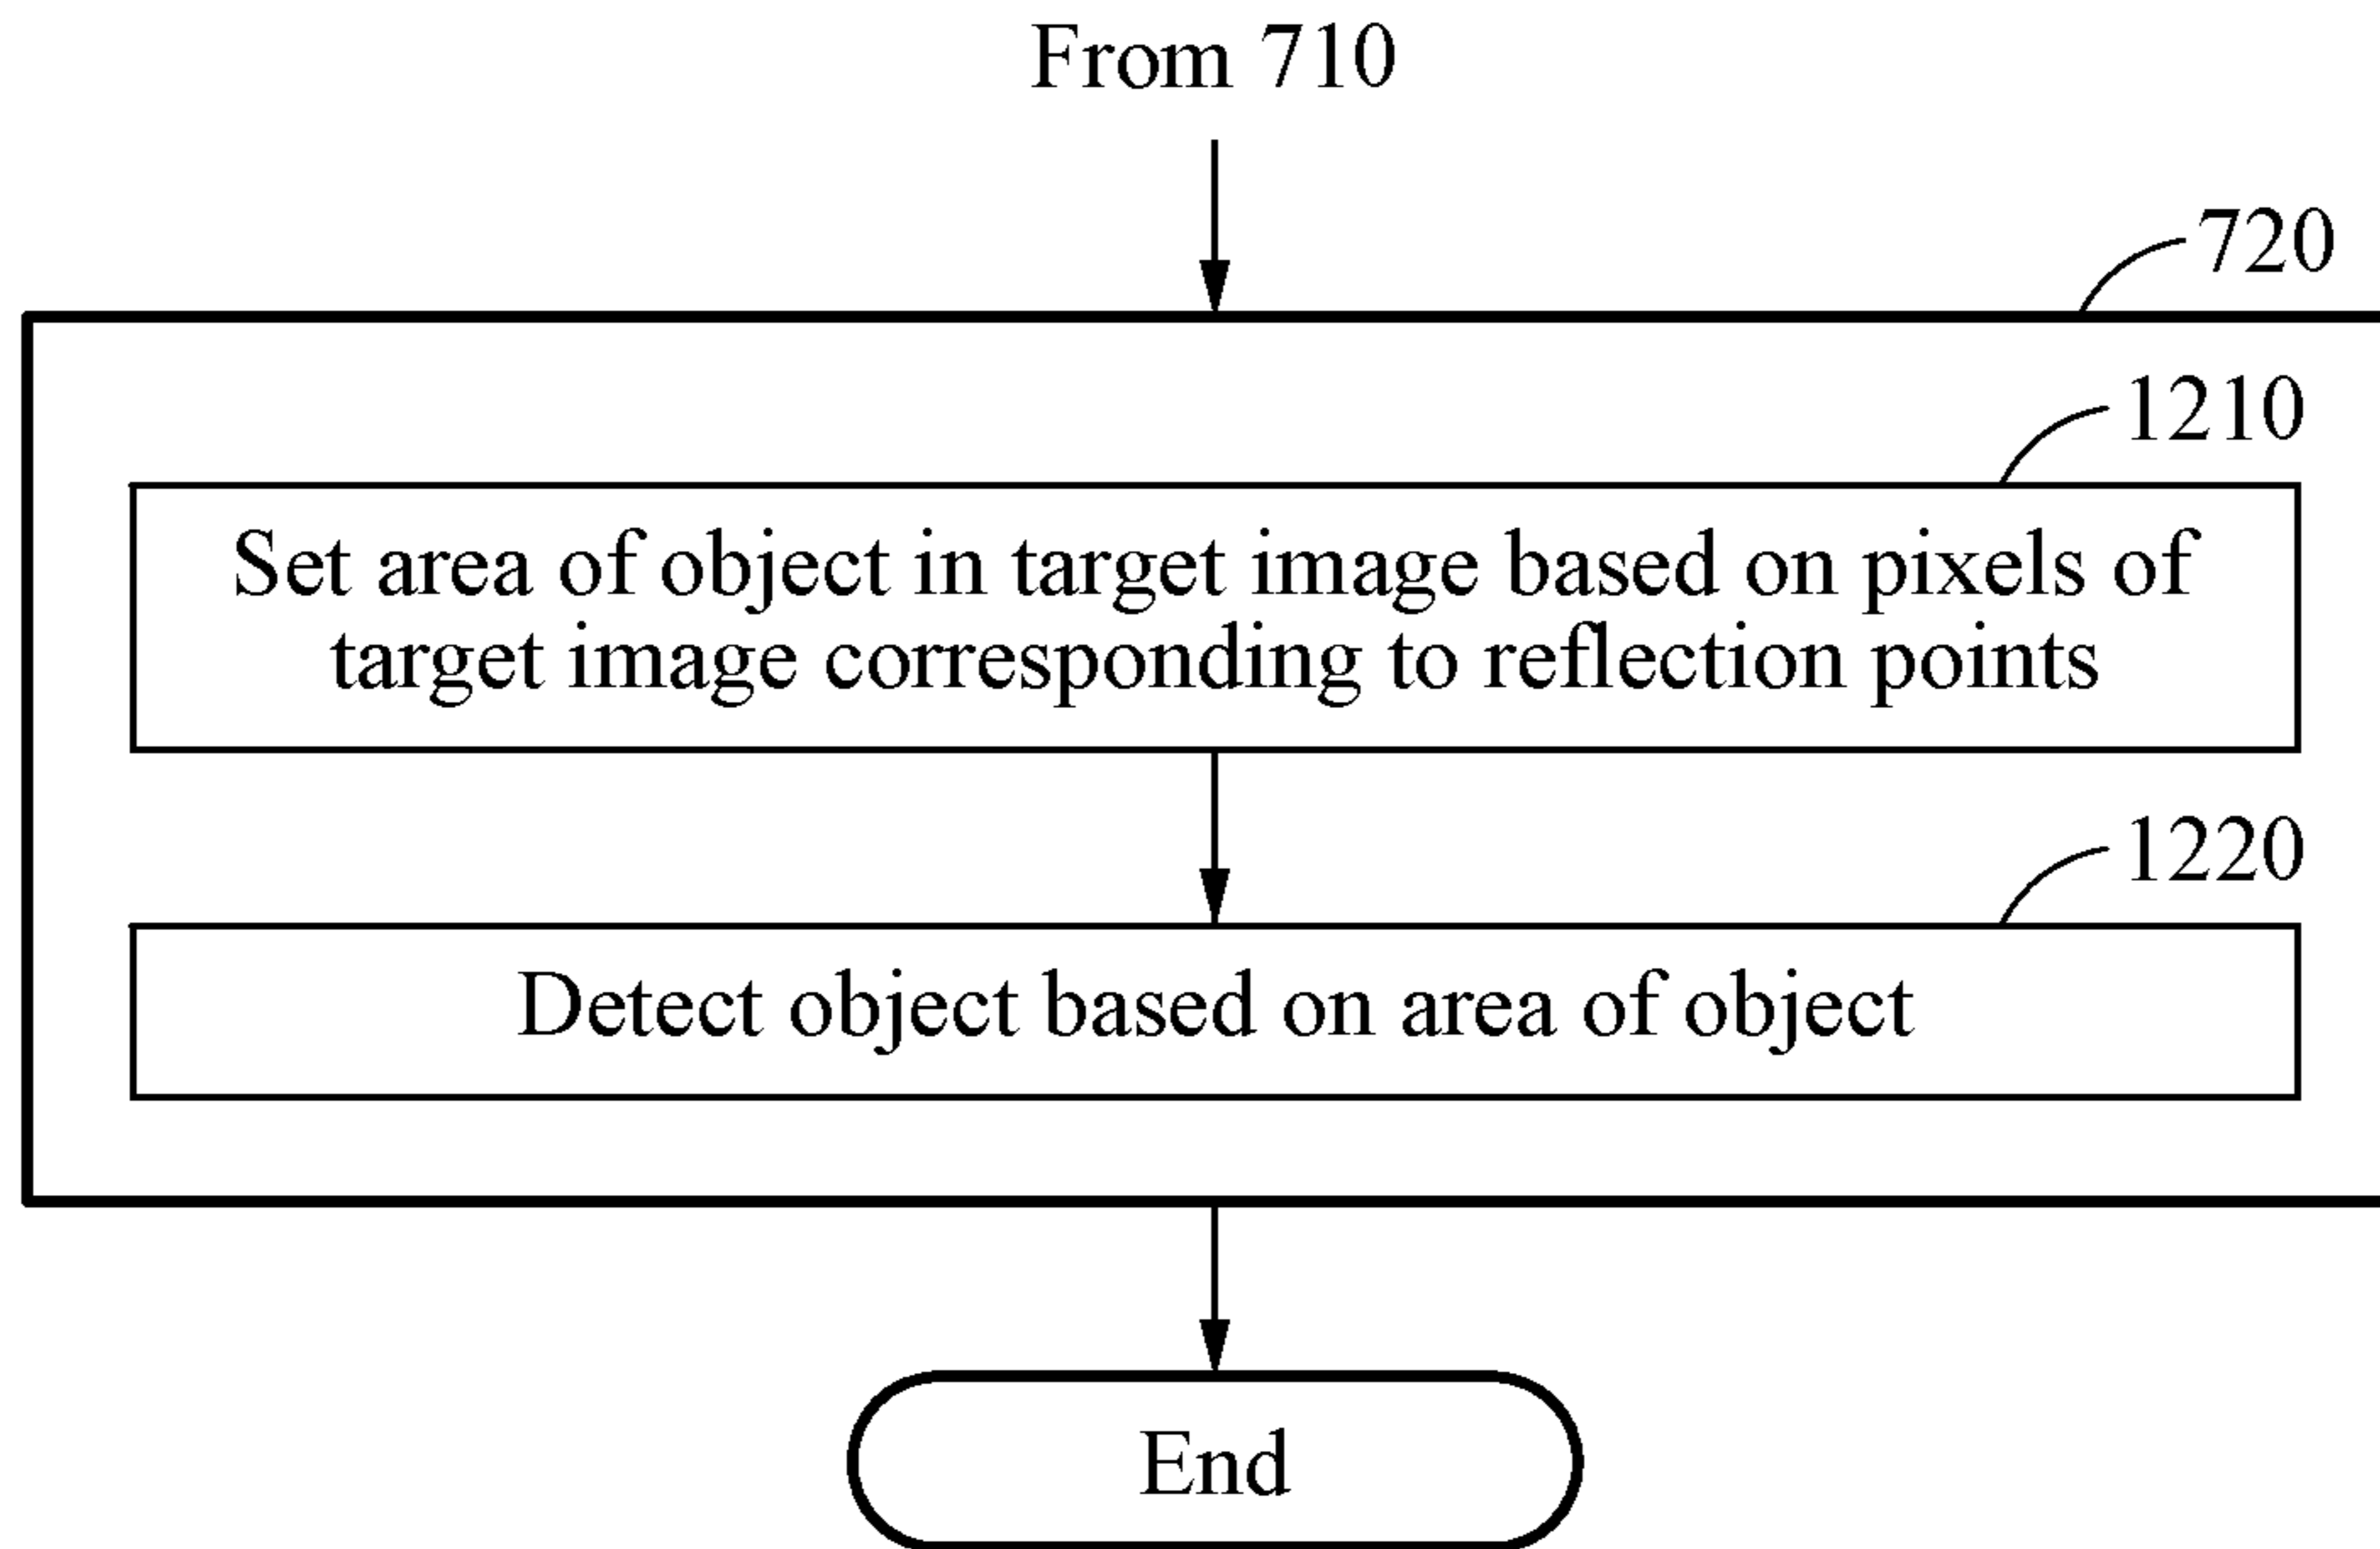 From 710
720
1210
Set area of object in target image based on pixels of
target image corresponding to reflection points
1220
Detect object based on area of object
End